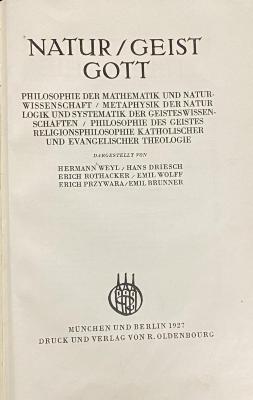 NATUR/GEIST
GOTT
PHILOSOPHIE DER MATHEMATIK UND NATUR-
WISSENSCHAFT / METAPHYSIK DER NATUR
LOGIK UND SYSTEMATIK DER GEISTESWISSEN-
SCHAFTEN / PHILOSOPHIE DES GEISTES
RELIGIONSPHILOSOPHIE KATHOLISCHER
UND EVANGELISCHER THEOLOGIE
DARGESTELLT VON
HERMANN WEYL / HANS DRIESCH
ERICH ROTHACKER / EMIL WOLFF
ERICH PRZYWARA/EMIL BRUNNER
MÜNCHEN UND BERLIN 1927
DRUCK UND VERLAG VON R. OLDENBOURG